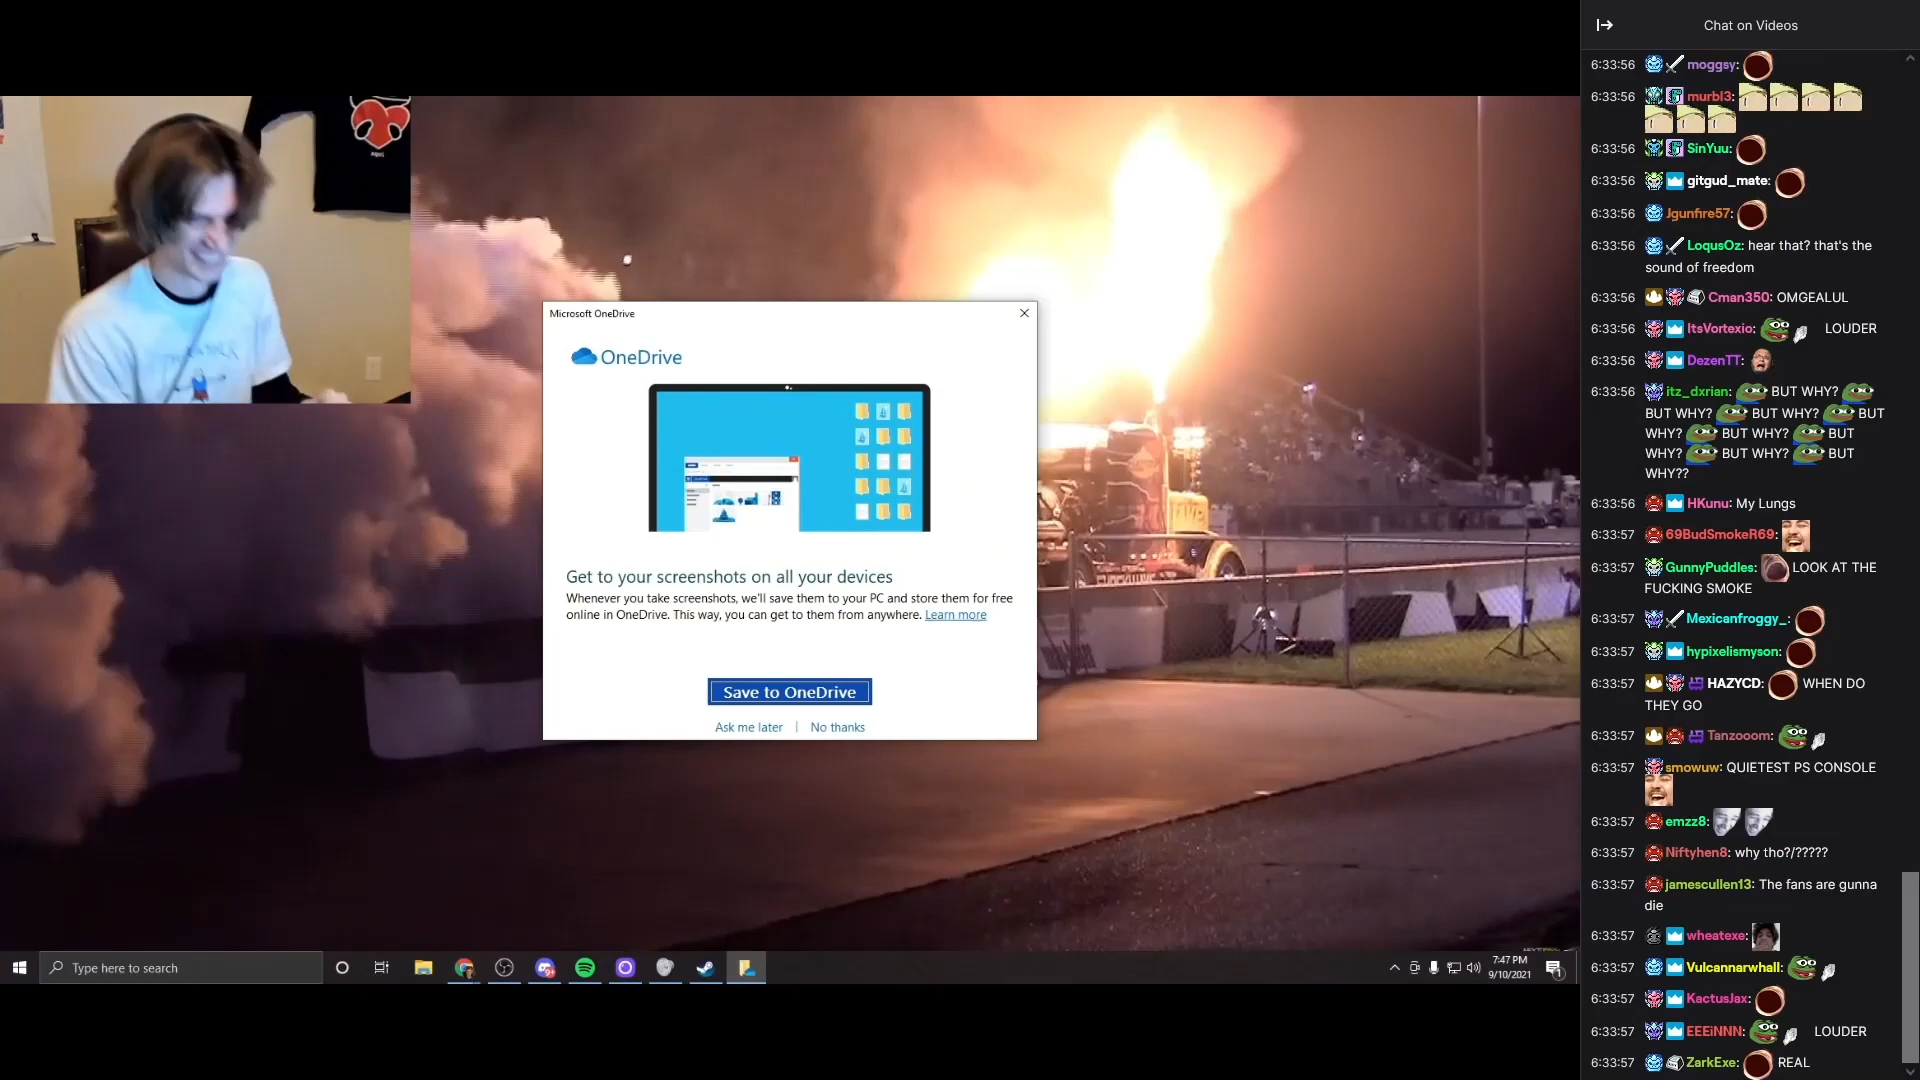 Chat on Videos
6:33:56 moggsy:
6:33:56 murbl3:
6:33:56 SinYuu:
6:33:56 gitgud_mate:
6:33:56 Jgunfire57:
6:33:56 LoqusOz: hear that? that's the
sound of freedom
6:33:56 Cman350: OMGEALUL
6:33:56 ItsVortexio: LOUDER
6:33:56 DezenTT:
6:33:56 itz_dxrian: BUT WHY?
BUT WHY? BUT WHY? BUT
WHY? BUT WHY? BUT
WHY? BUT WHY? BUT
WHY??
6:33:56 HKunu: My Lungs
6:33:57 69BudSmokeR69:
6:33:57 GunnyPuddles: LOOK AT THE
FUCKING SMOKE
6:33:57 Mexicanfroggy_:
6:33:57 hypixelismyson:
6:33:57 HAZYCD: WHEN DO
THEY GO
6:33:57 Tanzooom:
6:33:57 smowuw: QUIETEST PS CONSOLE
6:33:57 emzz8:
6:33:57 Niftyhen8: why tho?/?????
6:33:57 jamescullen13: The fans are gunna
die
6:33:57 wheatexe:
6:33:57 Vulcannarwhall:
6:33:57 KactusJax:
6:33:57 EEEiNNN: LOUDER
6:33:57 ZarkExe: REAL
Microsoft OneDrive
OneDrive
Get to your screenshots on all your devices
Whenever you take screenshots, we'll save them to your PC and store them for free
online in OneDrive. This way, you can get to them from anywhere. Learn more
Save to OneDrive
Ask me later | No thanks
Type here to search
7:47 PM
9/10/2021